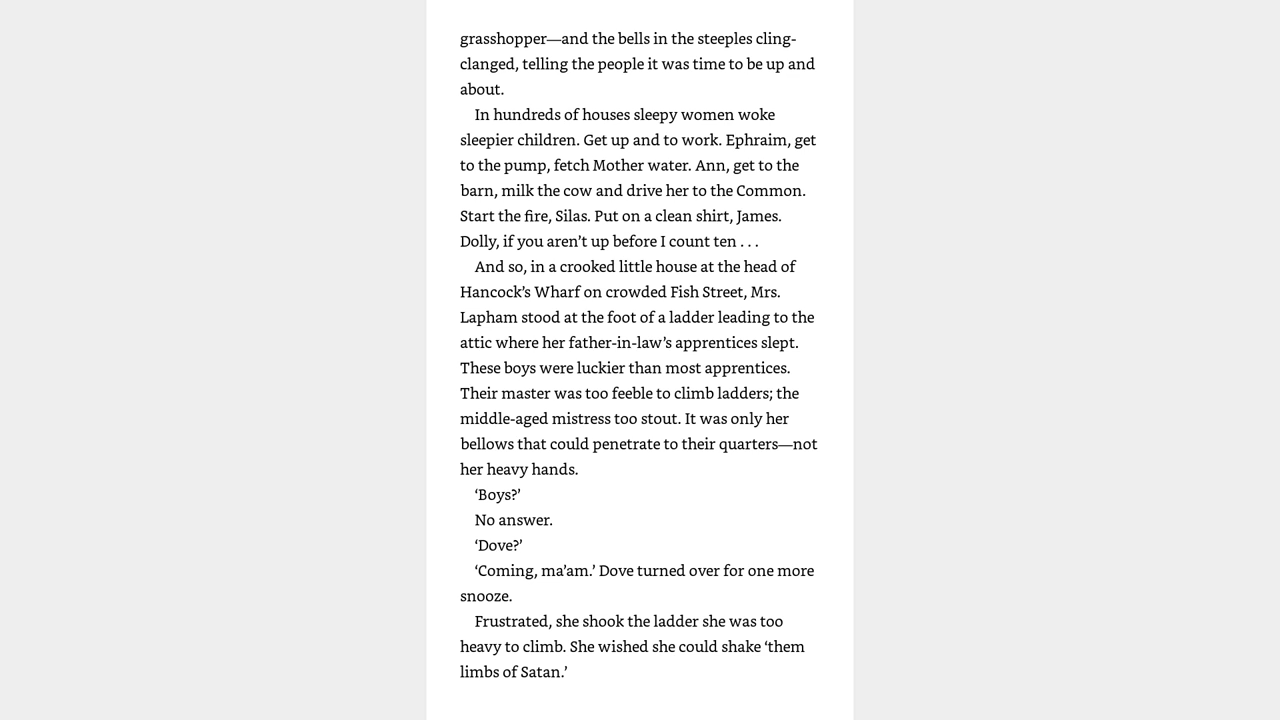 grasshopper—and the bells in the steeples cling-
clanged, telling the people it was time to be up and
about.
In hundreds of houses sleepy women woke
sleepier children. Get up and to work. Ephraim, get
to the pump, fetch Mother water. Ann, get to the
barn, milk the cow and drive her to the Common.
Start the fire, Silas. Put on a clean shirt, James.
Dolly, if you aren’t up before I count ten . . .
And so, in a crooked little house at the head of
Hancock’s Wharf on crowded Fish Street, Mrs.
Lapham stood at the foot of a ladder leading to the
attic where her father-in-law’s apprentices slept.
These boys were luckier than most apprentices.
Their master was too feeble to climb ladders; the
middle-aged mistress too stout. It was only her
bellows that could penetrate to their quarters—not
her heavy hands.
‘Boys?’
No answer.
‘Dove?’
‘Coming, ma’am.’ Dove turned over for one more
snooze.
Frustrated, she shook the ladder she was too
heavy to climb. She wished she could shake ‘them
limbs of Satan.’